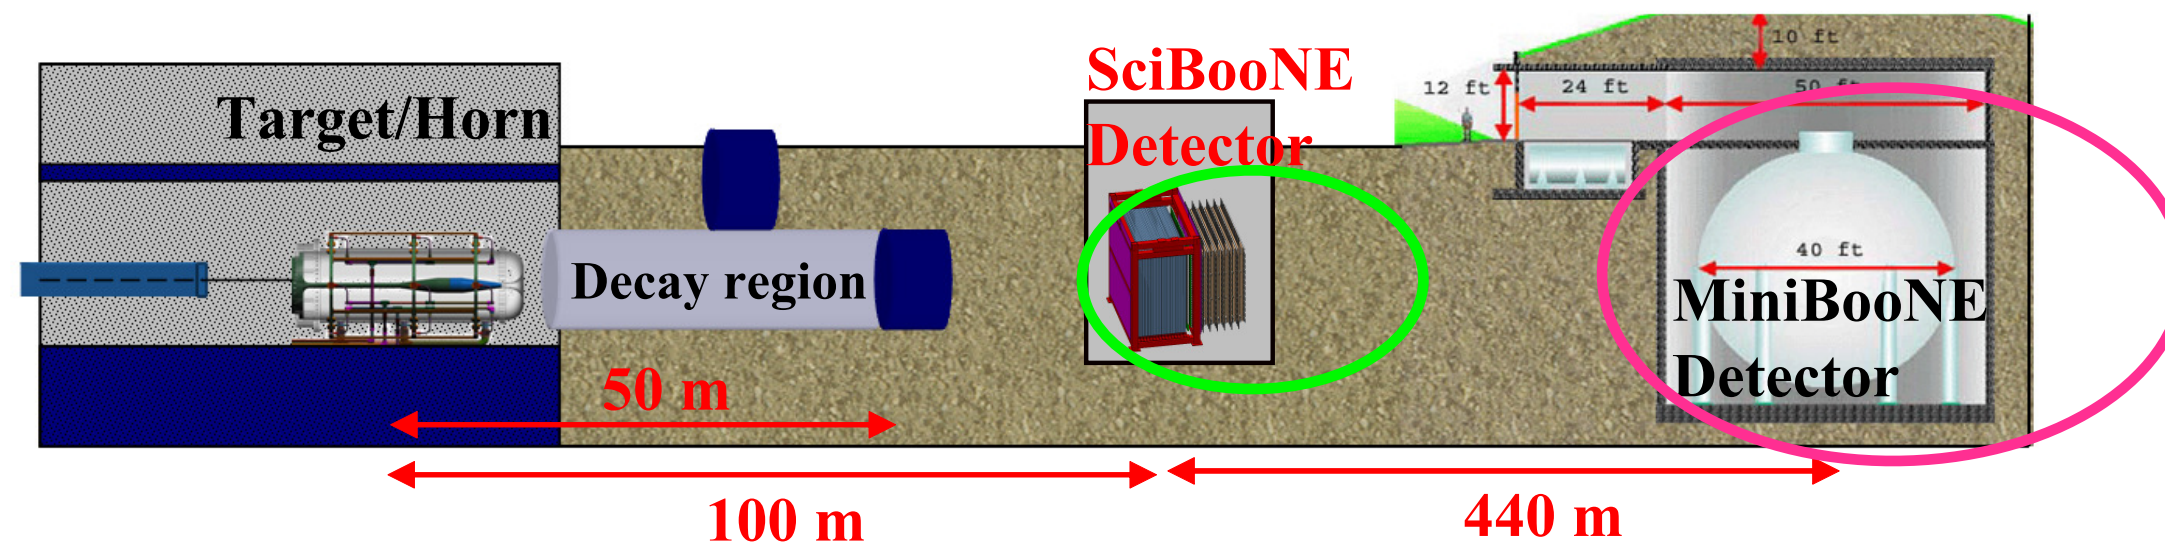 Target/Horn
Decay region
50 m
100 m
SciBooNE
Detector
440 m
10 ft
12 ft
24 ft
50 ft
40 ft
MiniBooNE
Detector